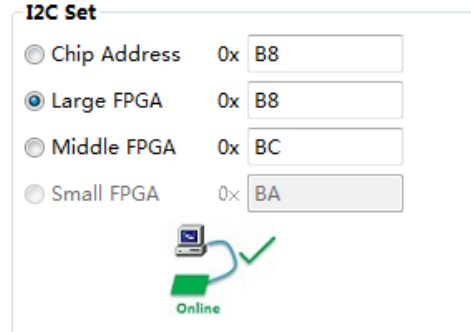 I2C Set
Chip Address 0x B8
Large FPGA 0x B8
Middle FPGA 0x BC
Small FPGA 0x BA
Online